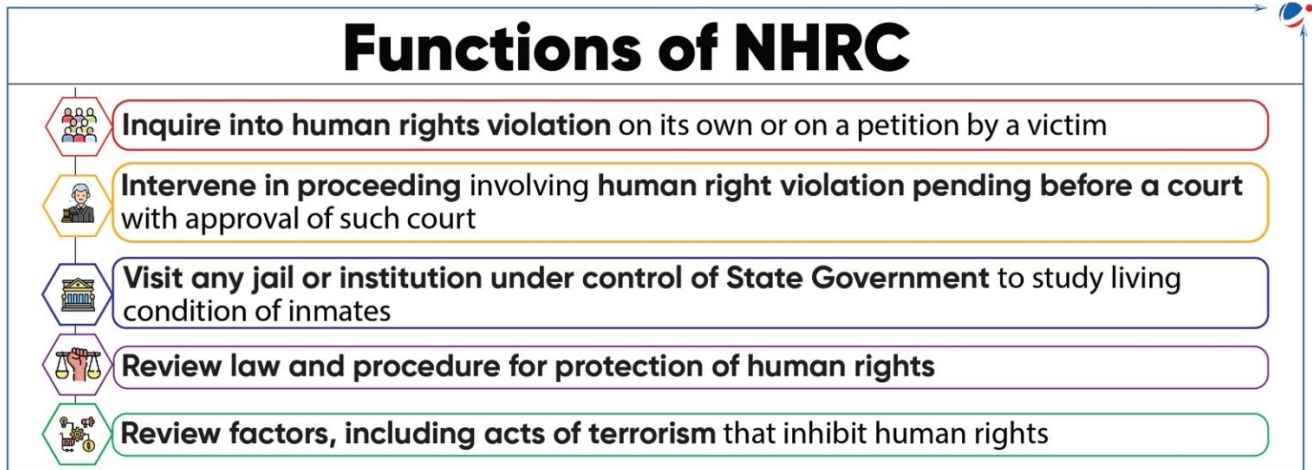 Functions of NHRC
Inquire into human rights violation on its own or on a petition by a victim
Intervene in proceeding involving human right violation pending before a court
with approval of such court
Visit any jail or institution under control of State Government to study living
condition of inmates
Review law and procedure for protection of human rights
Review factors, including acts of terrorism that inhibit human rights